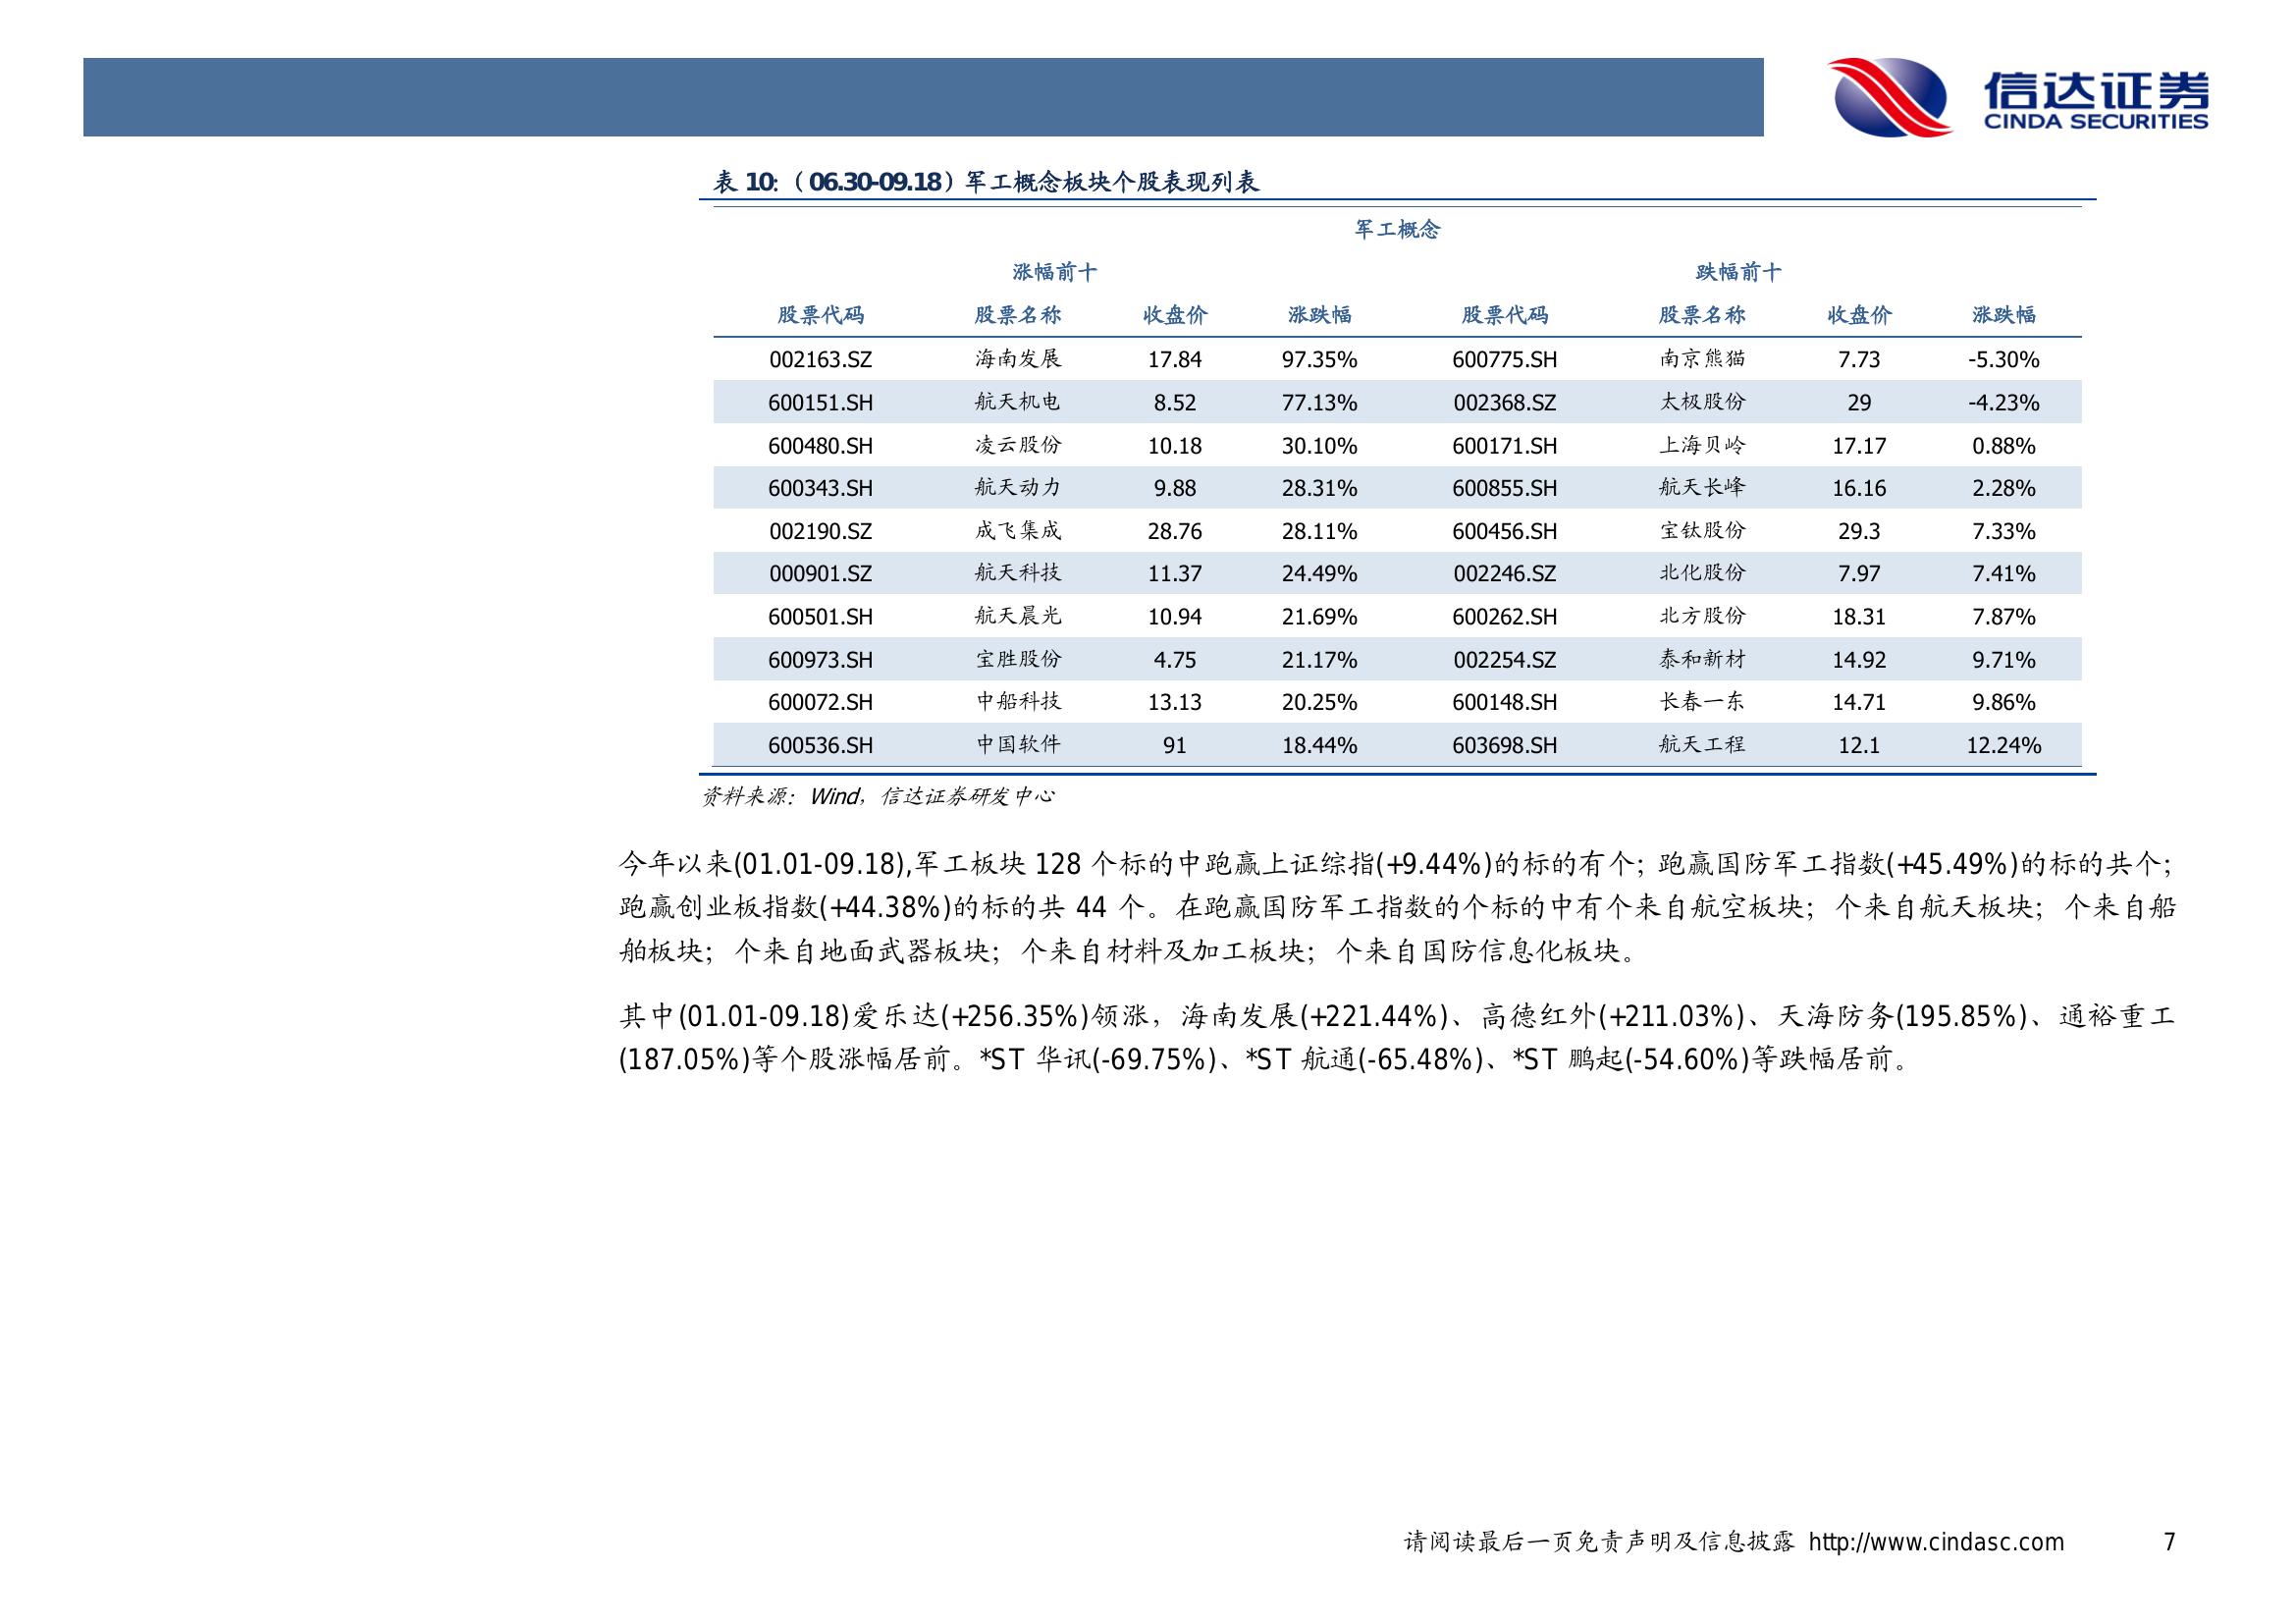 信达证券
CINDA SECURITIES
表 10:（06.30-09.18）军工概念板块个股表现列表
军工概念
涨幅前十 跌幅前十
股票代码 股票名称 收盘价 涨跌幅 股票代码 股票名称 收盘价 涨跌幅
002163.SZ 海南发展 17.84 97.35% 600775.SH 南京熊猫 7.73 -5.30%
600151.SH 航天机电 8.52 77.13% 002368.SZ 太极股份 29 -4.23%
600480.SH 凌云股份 10.18 30.10% 600171.SH 上海贝岭 17.17 0.88%
600343.SH 航天动力 9.88 28.31% 600855.SH 航天长峰 16.16 2.28%
002190.SZ 成飞集成 28.76 28.11% 600456.SH 宝钛股份 29.3 7.33%
000901.SZ 航天科技 11.37 24.49% 002246.SZ 北化股份 7.97 7.41%
600501.SH 航天晨光 10.94 21.69% 600262.SH 北方股份 18.31 7.87%
600973.SH 宝胜股份 4.75 21.17% 002254.SZ 泰和新材 14.92 9.71%
600072.SH 中船科技 13.13 20.25% 600148.SH 长春一东 14.71 9.86%
600536.SH 中国软件 91 18.44% 603698.SH 航天工程 12.1 12.24%
资料来源：Wind，信达证券研发中心
今年以来(01.01-09.18),军工板块 128 个标的中跑赢上证综指(+9.44%)的标的有个；跑赢国防军工指数(+45.49%)的标的共个；
跑赢创业板指数(+44.38%)的标的共 44 个。在跑赢国防军工指数的个标的中有个来自航空板块；个来自航天板块；个来自船
舶板块；个来自地面武器板块；个来自材料及加工板块；个来自国防信息化板块。
其中(01.01-09.18)爱乐达(+256.35%)领涨，海南发展(+221.44%)、高德红外(+211.03%)、天海防务(195.85%)、通裕重工
(187.05%)等个股涨幅居前。*ST 华讯(-69.75%)、*ST 航通(-65.48%)、*ST 鹏起(-54.60%)等跌幅居前。
请阅读最后一页免责声明及信息披露 http://www.cindasc.com 7